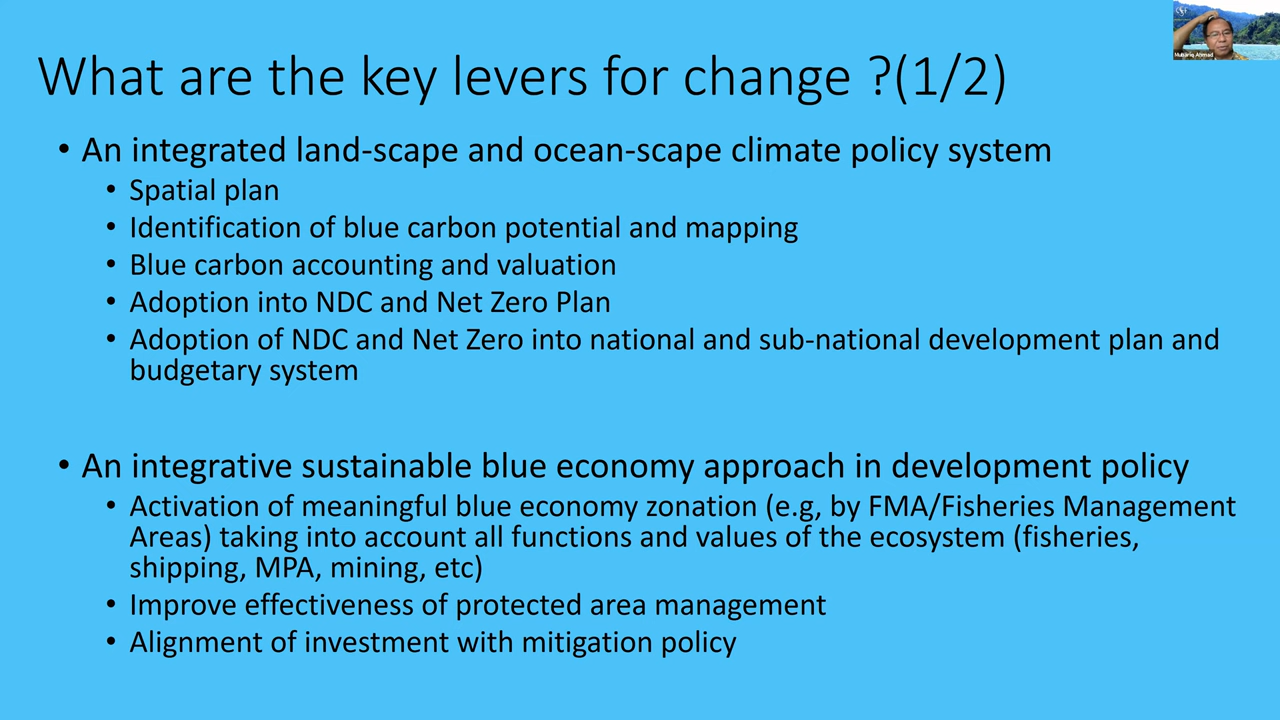 What are the key levers for change ?(1/2)
• An integrated land-scape and ocean-scape climate policy system
• Spatial plan
• Identification of blue carbon potential and mapping
• Blue carbon accounting and valuation
• Adoption into NDC and Net Zero Plan
• Adoption of NDC and Net Zero into national and sub-national development plan and
budgetary system
• An integrative sustainable blue economy approach in development policy
• Activation of meaningful blue economy zonation (e.g, by FMA/Fisheries Management
Areas) taking into account all functions and values of the ecosystem (fisheries,
shipping, MPA, mining, etc)
• Improve effectiveness of protected area management
• Alignment of investment with mitigation policy
Ahmad